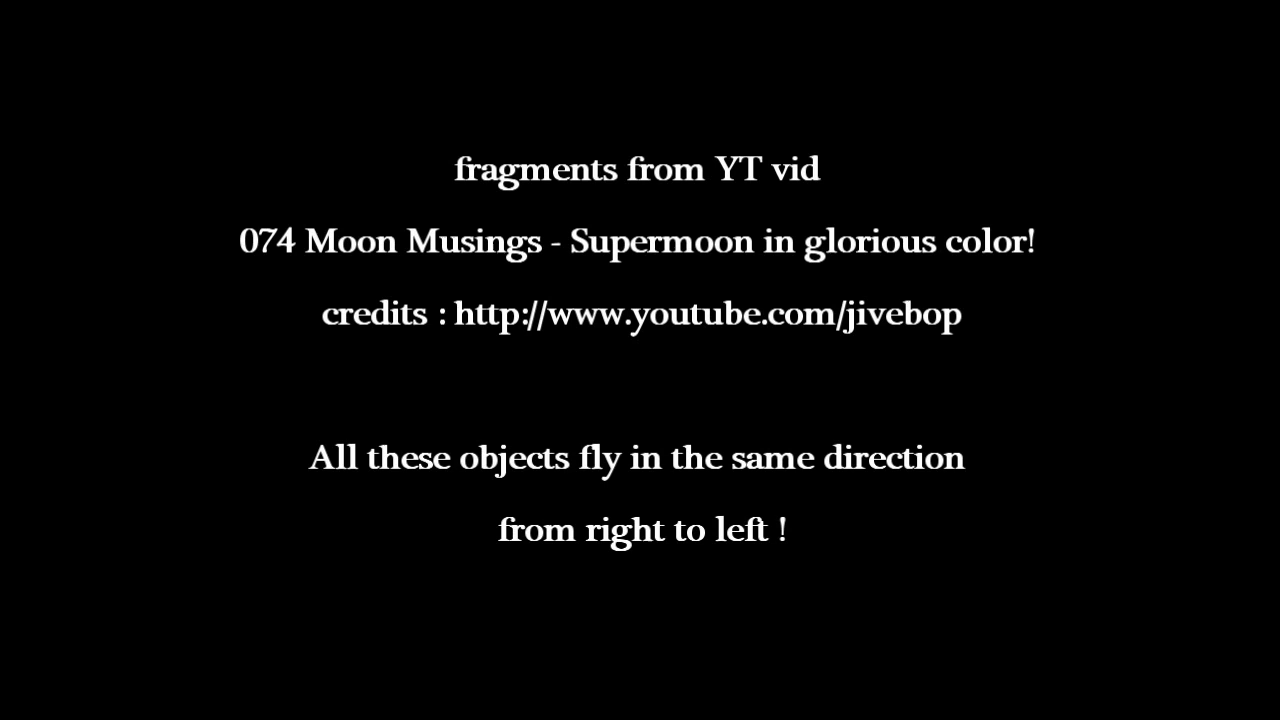 fragments from YT vid
074 Moon Musings - Supermoon in glorious color!
credits : http://www.youtube.com/jivebop
All these objects fly in the same direction
from right to left !